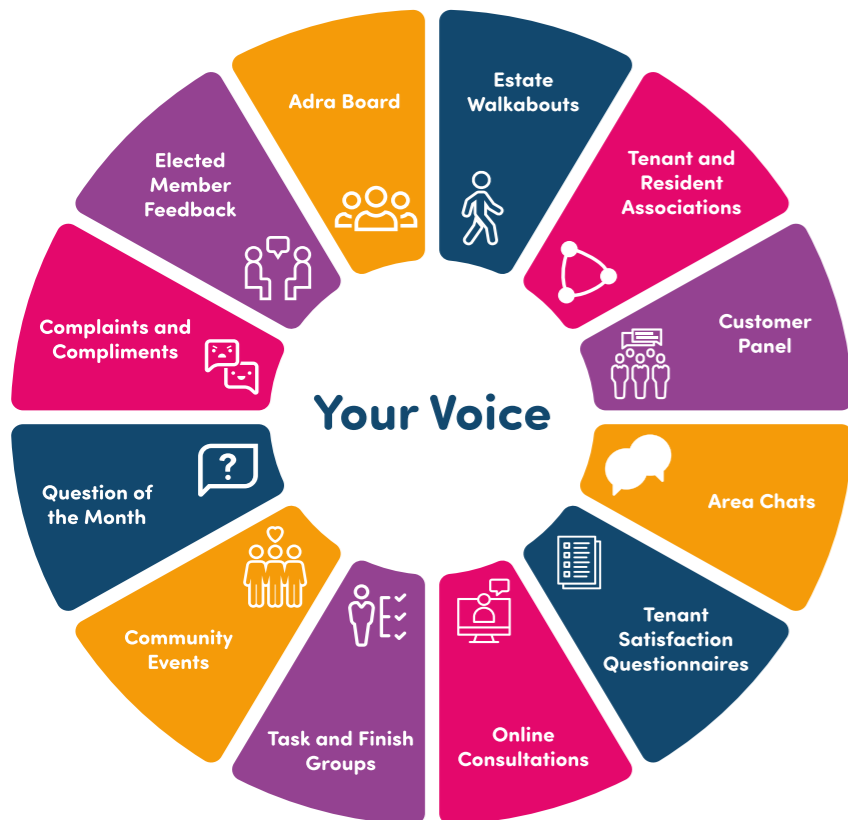 Your Voice
Estate
Walkabouts
Tenant and
Resident
Associations
Customer
Panel
Area Chats
Tenant
Satisfaction
Questionnaires
Online
Consultations
Task and Finish
Groups
Community
Events
Question of
the Month
Complaints and
Compliments
Elected
Member
Feedback
Adra Board
?